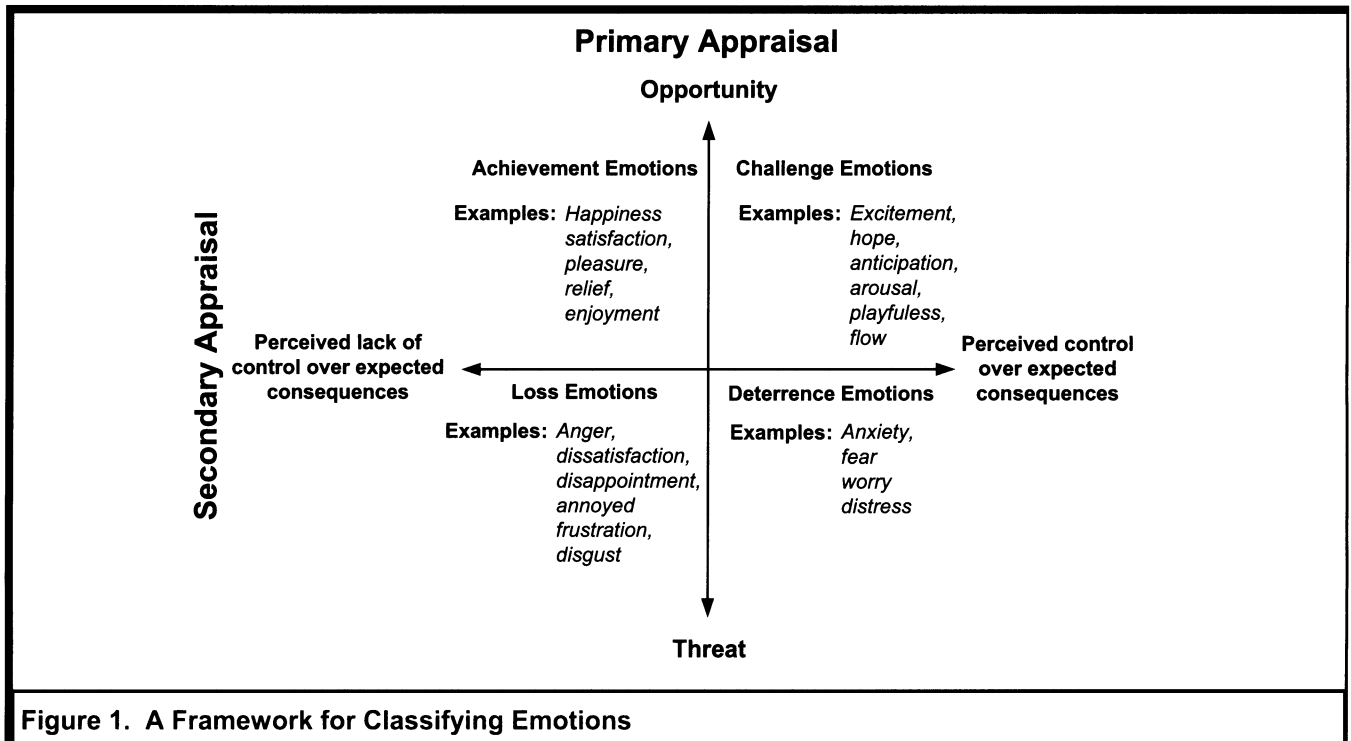 Primary Appraisal
Opportunity
Achievement Emotions
Examples: Happiness
satisfaction,
pleasure,
relief,
enjoyment
Challenge Emotions
Examples: Excitement,
hope,
anticipation,
arousal,
playfuless,
flow
Secondary Appraisal
Perceived lack of
control over expected
consequences
Perceived control
over expected
consequences
Loss Emotions
Examples: Anger,
dissatisfaction,
disappointment,
annoyed
frustration,
disgust
Deterrence Emotions
Examples: Anxiety,
fear
worry
distress
Threat
Figure 1. A Framework for Classifying Emotions